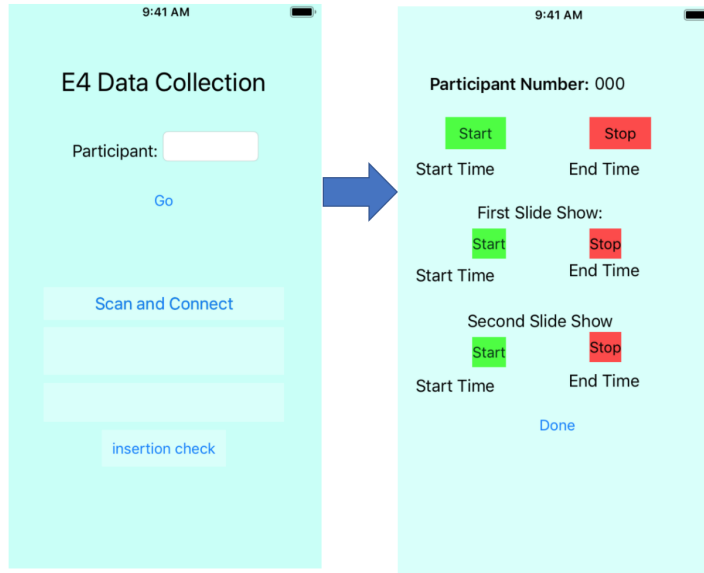 9:41 AM
E4 Data Collection
Participant:
Go
Scan and Connect
insertion check
9:41 AM
Participant Number: 000
Start Stop
Start Time End Time
First Slide Show:
Start Stop
Start Time End Time
Second Slide Show
Start Stop
Start Time End Time
Done